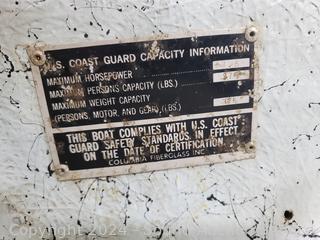 U.S. COAST GUARD CAPACITY INFORMATION
MAXIMUM HORSEPOWER
MAXIMUM PERSONS CAPACITY (LBS.)
MAXIMUM WEIGHT CAPACITY
(PERSONS, MOTOR, AND GEAR) (LBS.)
THIS BOAT COMPLIES WITH U.S. COAST
GUARD SAFETY STANDARDS IN EFFECT
ON THE DATE OF CERTIFICATION.
COLUMBIA FIBERGLASS INC.
Copyright 2024